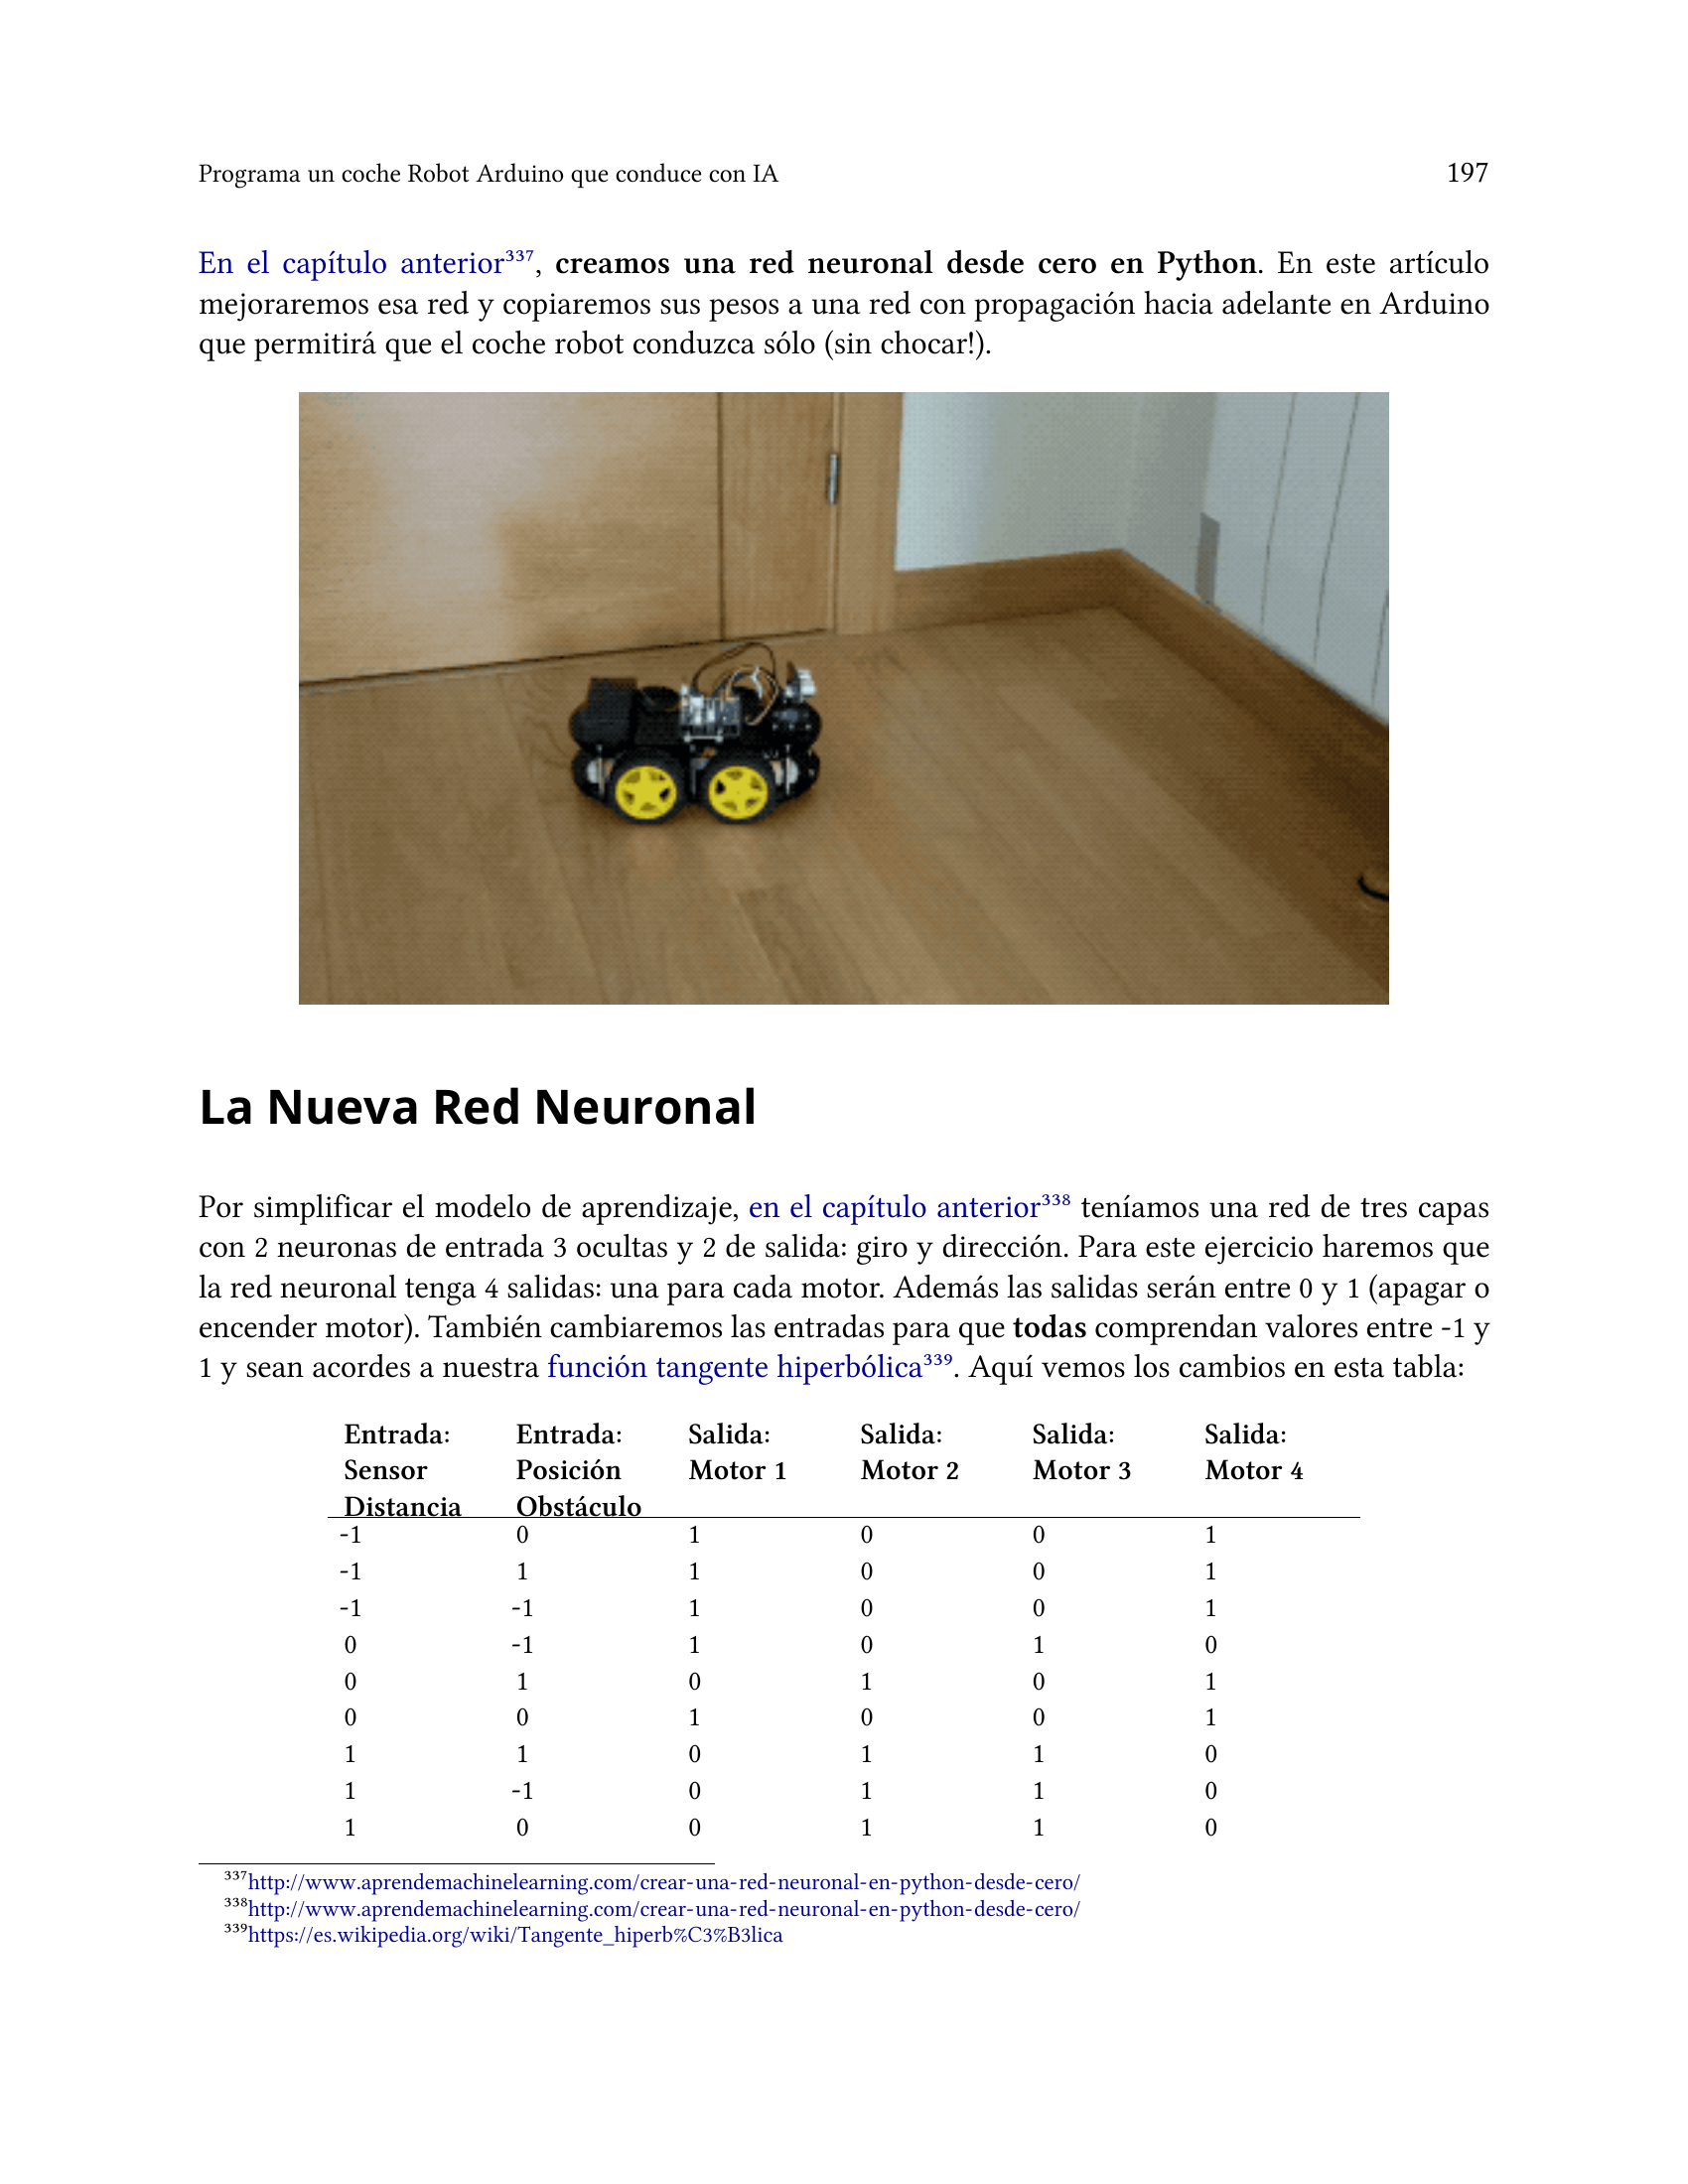 Programa un coche Robot Arduino que conduce con IA 197
En el capítulo anterior³³⁷, creamos una red neuronal desde cero en Python. En este artículo
mejoraremos esa red y copiaremos sus pesos a una red con propagación hacia adelante en Arduino
que permitirá que el coche robot conduzca sólo (sin chocar!).
La Nueva Red Neuronal
Por simplificar el modelo de aprendizaje, en el capítulo anterior³³⁸ teníamos una red de tres capas
con 2 neuronas de entrada 3 ocultas y 2 de salida: giro y dirección. Para este ejercicio haremos que
la red neuronal tenga 4 salidas: una para cada motor. Además las salidas serán entre 0 y 1 (apagar o
encender motor). También cambiaremos las entradas para que todas comprendan valores entre -1 y
1 y sean acordes a nuestra función tangente hiperbólica³³⁹. Aquí vemos los cambios en esta tabla:
Entrada: Entrada: Salida: Salida: Salida: Salida:
Sensor Posición Motor 1 Motor 2 Motor 3 Motor 4
Distancia Obstáculo
-1 0 1 0 0 1
-1 1 1 0 0 1
-1 -1 1 0 0 1
0 -1 1 0 1 0
0 1 0 1 0 1
0 0 1 0 0 1
1 1 0 1 1 0
1 -1 0 1 1 0
1 0 0 1 1 0
³³⁷http://www.aprendemachinelearning.com/crear-una-red-neuronal-en-python-desde-cero/
³³⁸http://www.aprendemachinelearning.com/crear-una-red-neuronal-en-python-desde-cero/
³³⁹https://es.wikipedia.org/wiki/Tangente_hiperb%C3%B3lica